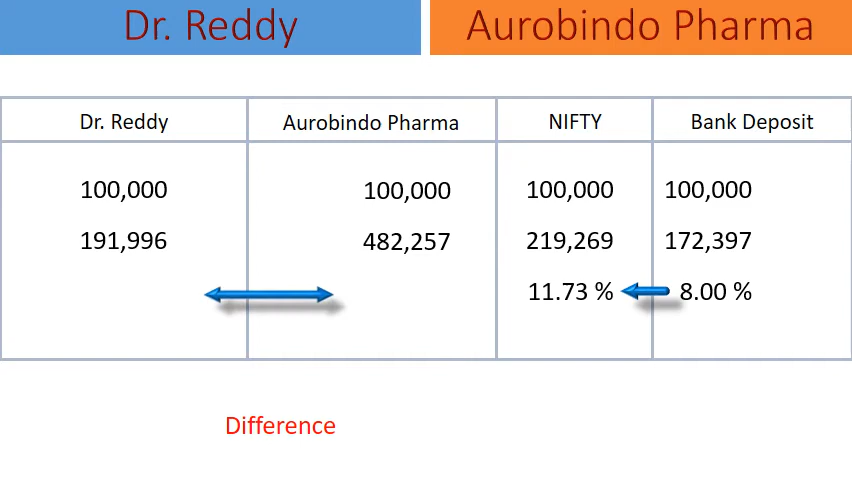 Dr. Reddy Aurobindo Pharma
Dr. Reddy Aurobindo Pharma NIFTY Bank Deposit
100,000 100,000 100,000 100,000
191,996 482,257 219,269 172,397
11.73 % 8.00 %
Difference